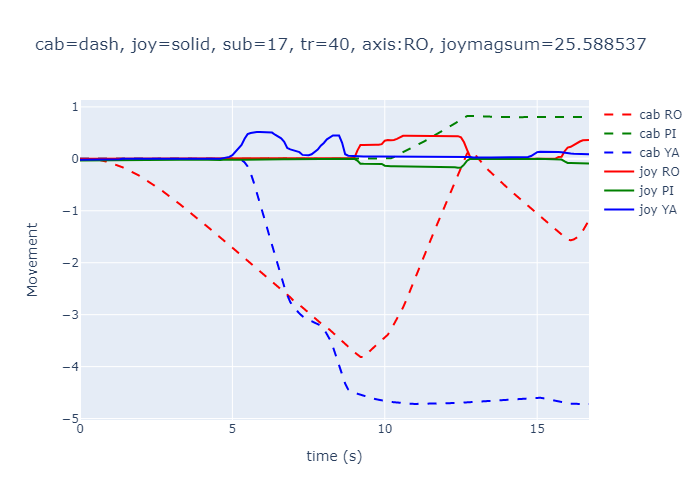 cab=dash, joy=solid, sub=17, tr=40, axis:RO, joymagsum=25.588537
1
0
−1
−2
−3
−4
−5
0
5
10
15
Movement
time (s)
cab RO
cab PI
cab YA
joy RO
joy PI
joy YA